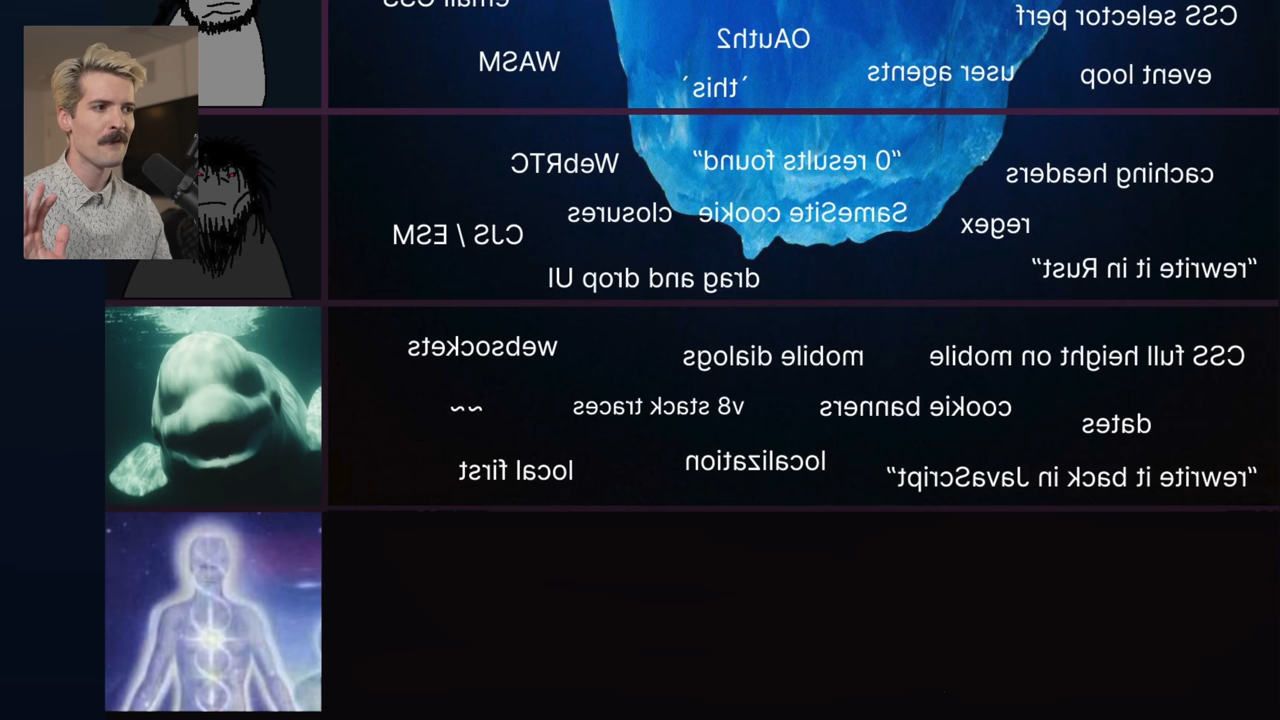 CSS selector perf
OAuth2
WASM
user agents
event loop
`this`
WebRTC
"0 results found"
caching headers
closures
SameSite cookie
regex
CJS / ESM
drag and drop UI
"rewrite it in Rust"
websockets
mobile dialogs
CSS full height on mobile
~~
v8 stack traces
cookie banners
dates
local first
localization
"rewrite it back in JavaScript"